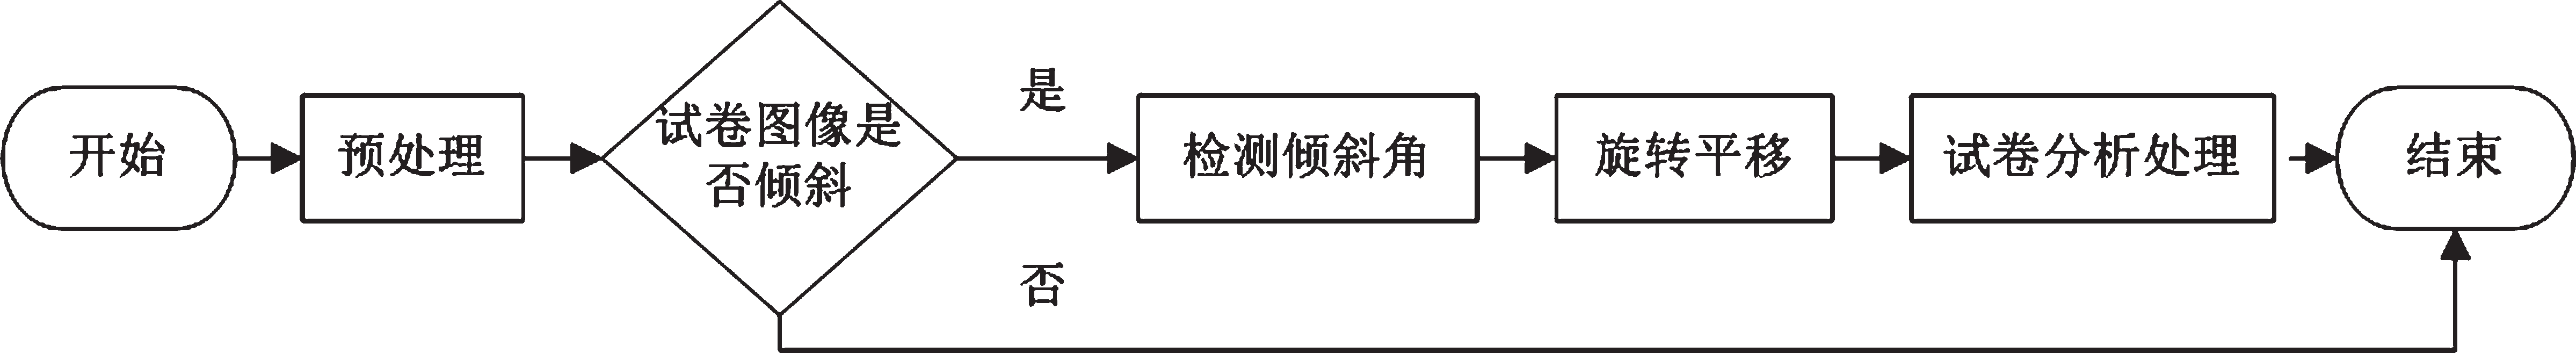 开始
预处理
试卷图像是
否倾斜
是
否
检测倾斜角
旋转平移
试卷分析处理
结束